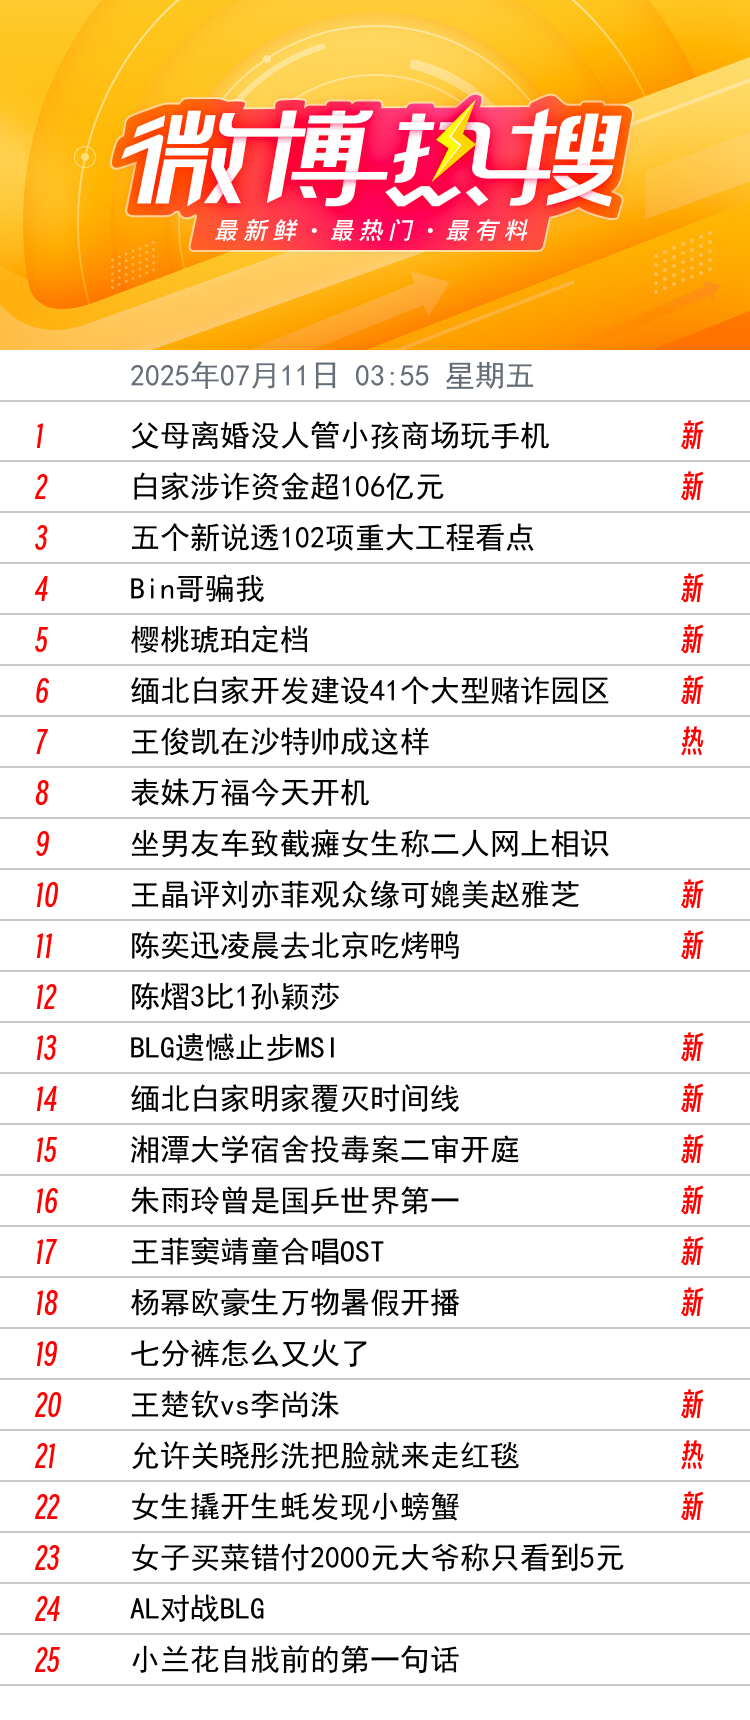 微博热搜
最新鲜·最热门·最有料
2025年07月11日 03:55 星期五
1 父母离婚没人管小孩商场玩手机 新
2 白家涉诈资金超106亿元 新
3 五个新说透102项重大工程看点
4 Bin哥骗我 新
5 樱桃琥珀定档 新
6 缅北白家开发建设41个大型赌诈园区 新
7 王俊凯在沙特帅成这样 热
8 表妹万福今天开机
9 坐男友车致截瘫女生称二人网上相识
10 王晶评刘亦菲观众缘可媲美赵雅芝 新
11 陈奕迅凌晨去北京吃烤鸭 新
12 陈熠3比1孙颖莎
13 BLG遗憾止步MSI 新
14 缅北白家明家覆灭时间线 新
15 湘潭大学宿舍投毒案二审开庭 新
16 朱雨玲曾是国乒世界第一 新
17 王菲窦靖童合唱OST 新
18 杨幂欧豪生万物暑假开播 新
19 七分裤怎么又火了
20 王楚钦vs李尚洙 新
21 允许关晓彤洗把脸就来走红毯 热
22 女生撬开生蚝发现小螃蟹 新
23 女子买菜错付2000元大爷称只看到5元
24 AL对战BLG
25 小兰花自戕前的第一句话